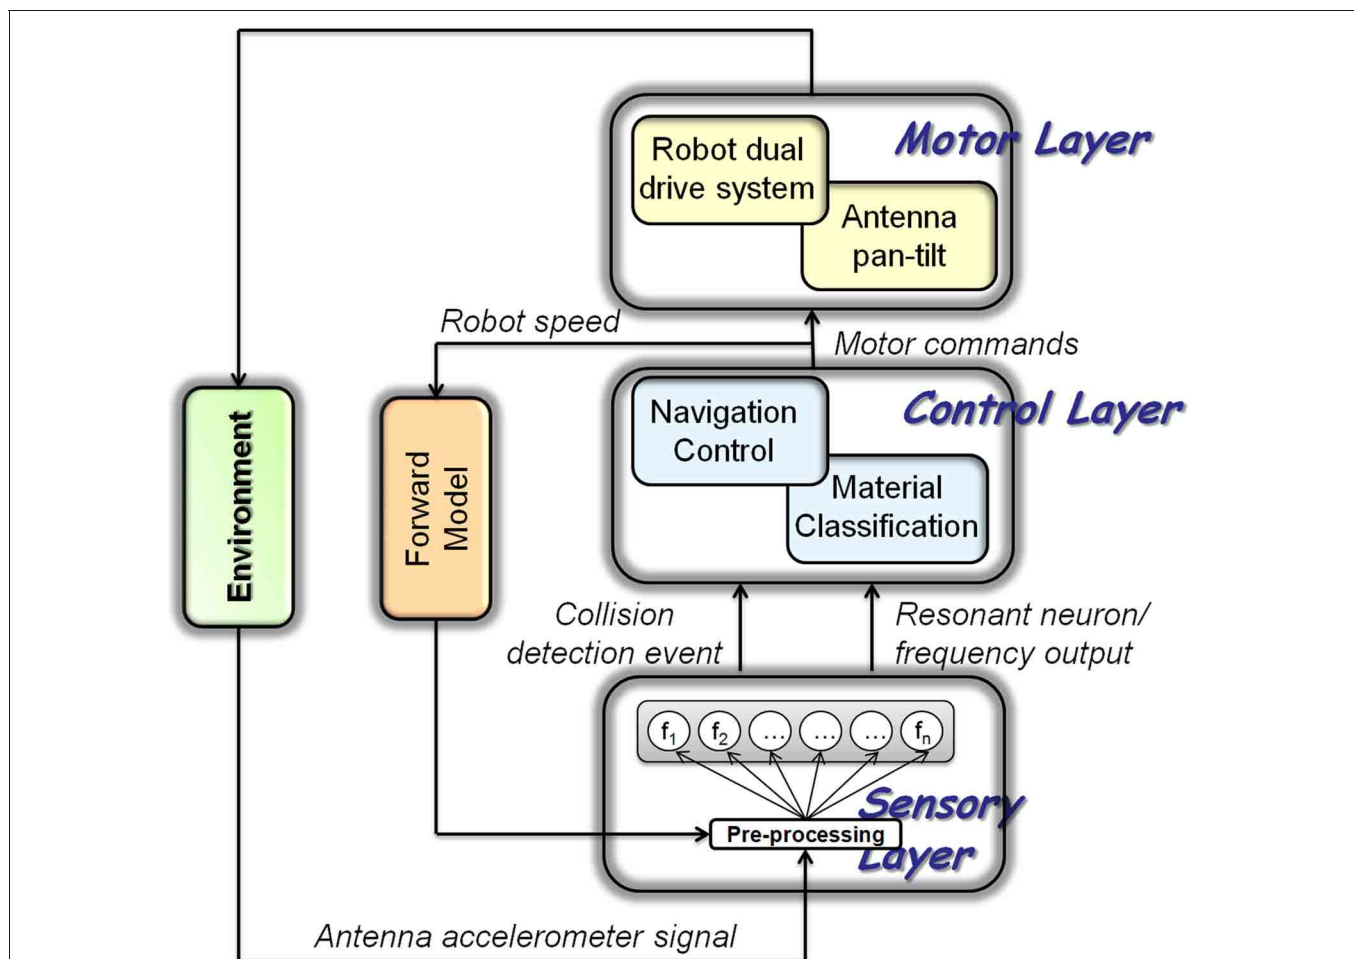 Motor Layer
Robot dual
drive system
Antenna
pan-tilt
Robot speed
Motor commands
Control Layer
Navigation
Control
Material
Classification
Environment
Forward
Model
Collision
detection event
Resonant neuron/
frequency output
f1 f2 ... ... ... fn
Sensory
Layer
Pre-processing
Antenna accelerometer signal